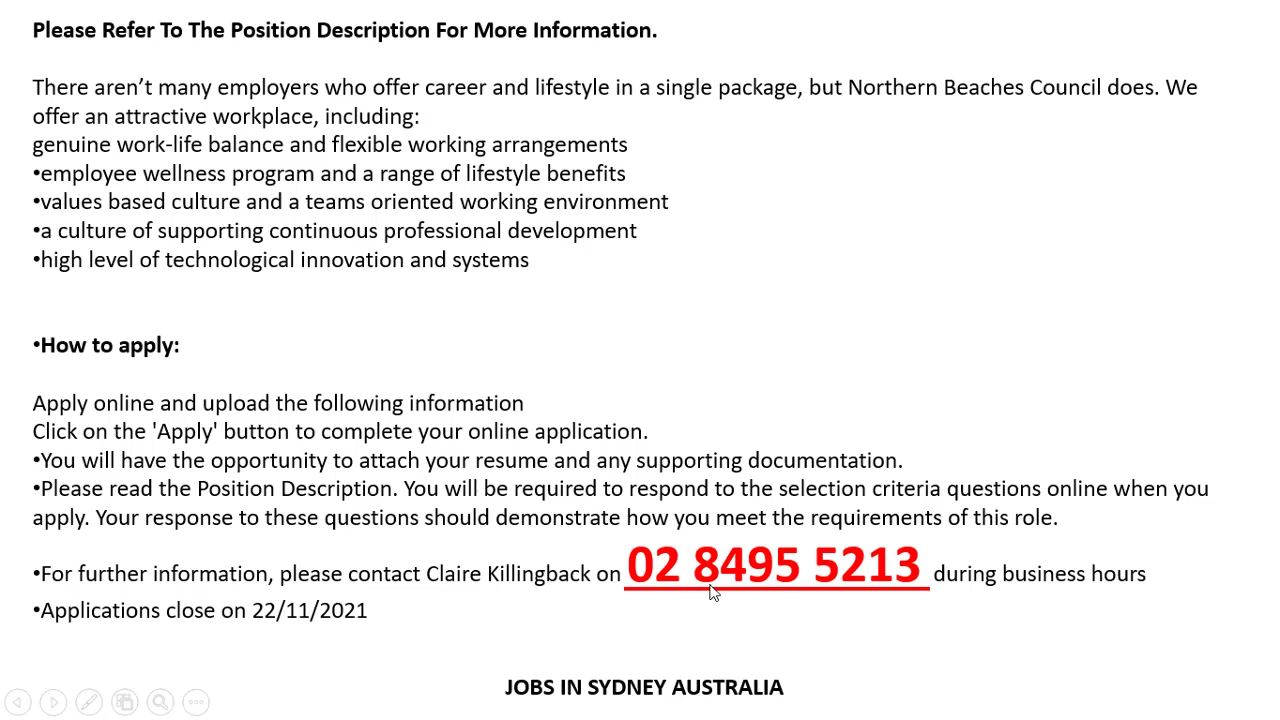 Please Refer To The Position Description For More Information.
There aren’t many employers who offer career and lifestyle in a single package, but Northern Beaches Council does. We
offer an attractive workplace, including:
genuine work-life balance and flexible working arrangements
•employee wellness program and a range of lifestyle benefits
•values based culture and a teams oriented working environment
•a culture of supporting continuous professional development
•high level of technological innovation and systems
•How to apply:
Apply online and upload the following information
Click on the 'Apply' button to complete your online application.
•You will have the opportunity to attach your resume and any supporting documentation.
•Please read the Position Description. You will be required to respond to the selection criteria questions online when you
apply. Your response to these questions should demonstrate how you meet the requirements of this role.
•For further information, please contact Claire Killingback on 02 8495 5213 during business hours
•Applications close on 22/11/2021
JOBS IN SYDNEY AUSTRALIA